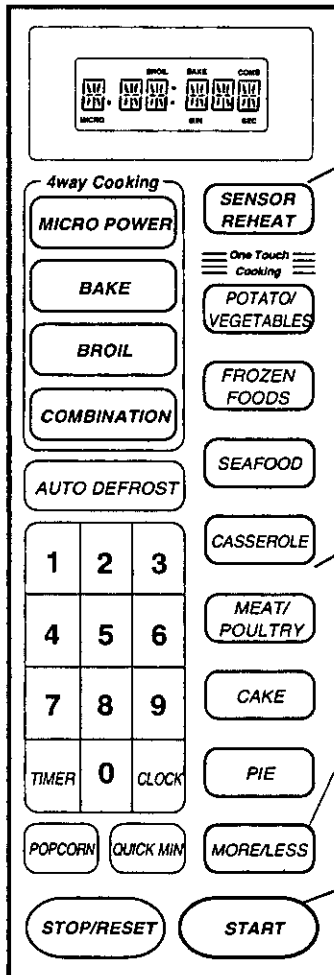 BROIL BAKE COMB
MICRO MIN SEC
4way Cooking
MICRO POWER
BAKE
BROIL
COMBINATION
AUTO DEFROST
1 2 3
4 5 6
7 8 9
TIMER 0 CLOCK
POPCORN QUICK MIN
STOP/RESET
SENSOR
REHEAT
One Touch
Cooking
POTATO/
VEGETABLES
FROZEN
FOODS
SEAFOOD
CASSEROLE
MEAT/
POULTRY
CAKE
PIE
MORE/LESS
START